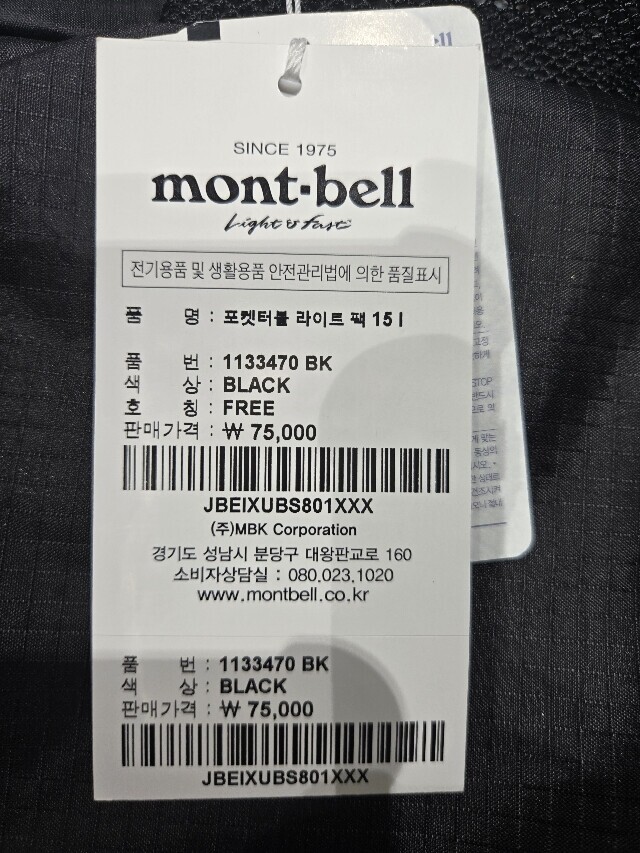 SINCE 1975
mont-bell
Light & Fast
전기용품 및 생활용품 안전관리법에 의한 품질표시
품 명 : 포켓터블 라이트 팩 15 l
품 번 : 1133470 BK
색 상 : BLACK
호 칭 : FREE
판매가격 : ₩ 75,000
JBEIXUBS801XXX
(주)MBK Corporation
경기도 성남시 분당구 대왕판교로 160
소비자상담실 : 080.023.1020
www.montbell.co.kr
품 번 : 1133470 BK
색 상 : BLACK
판매가격 : ₩ 75,000
JBEIXUBS801XXX